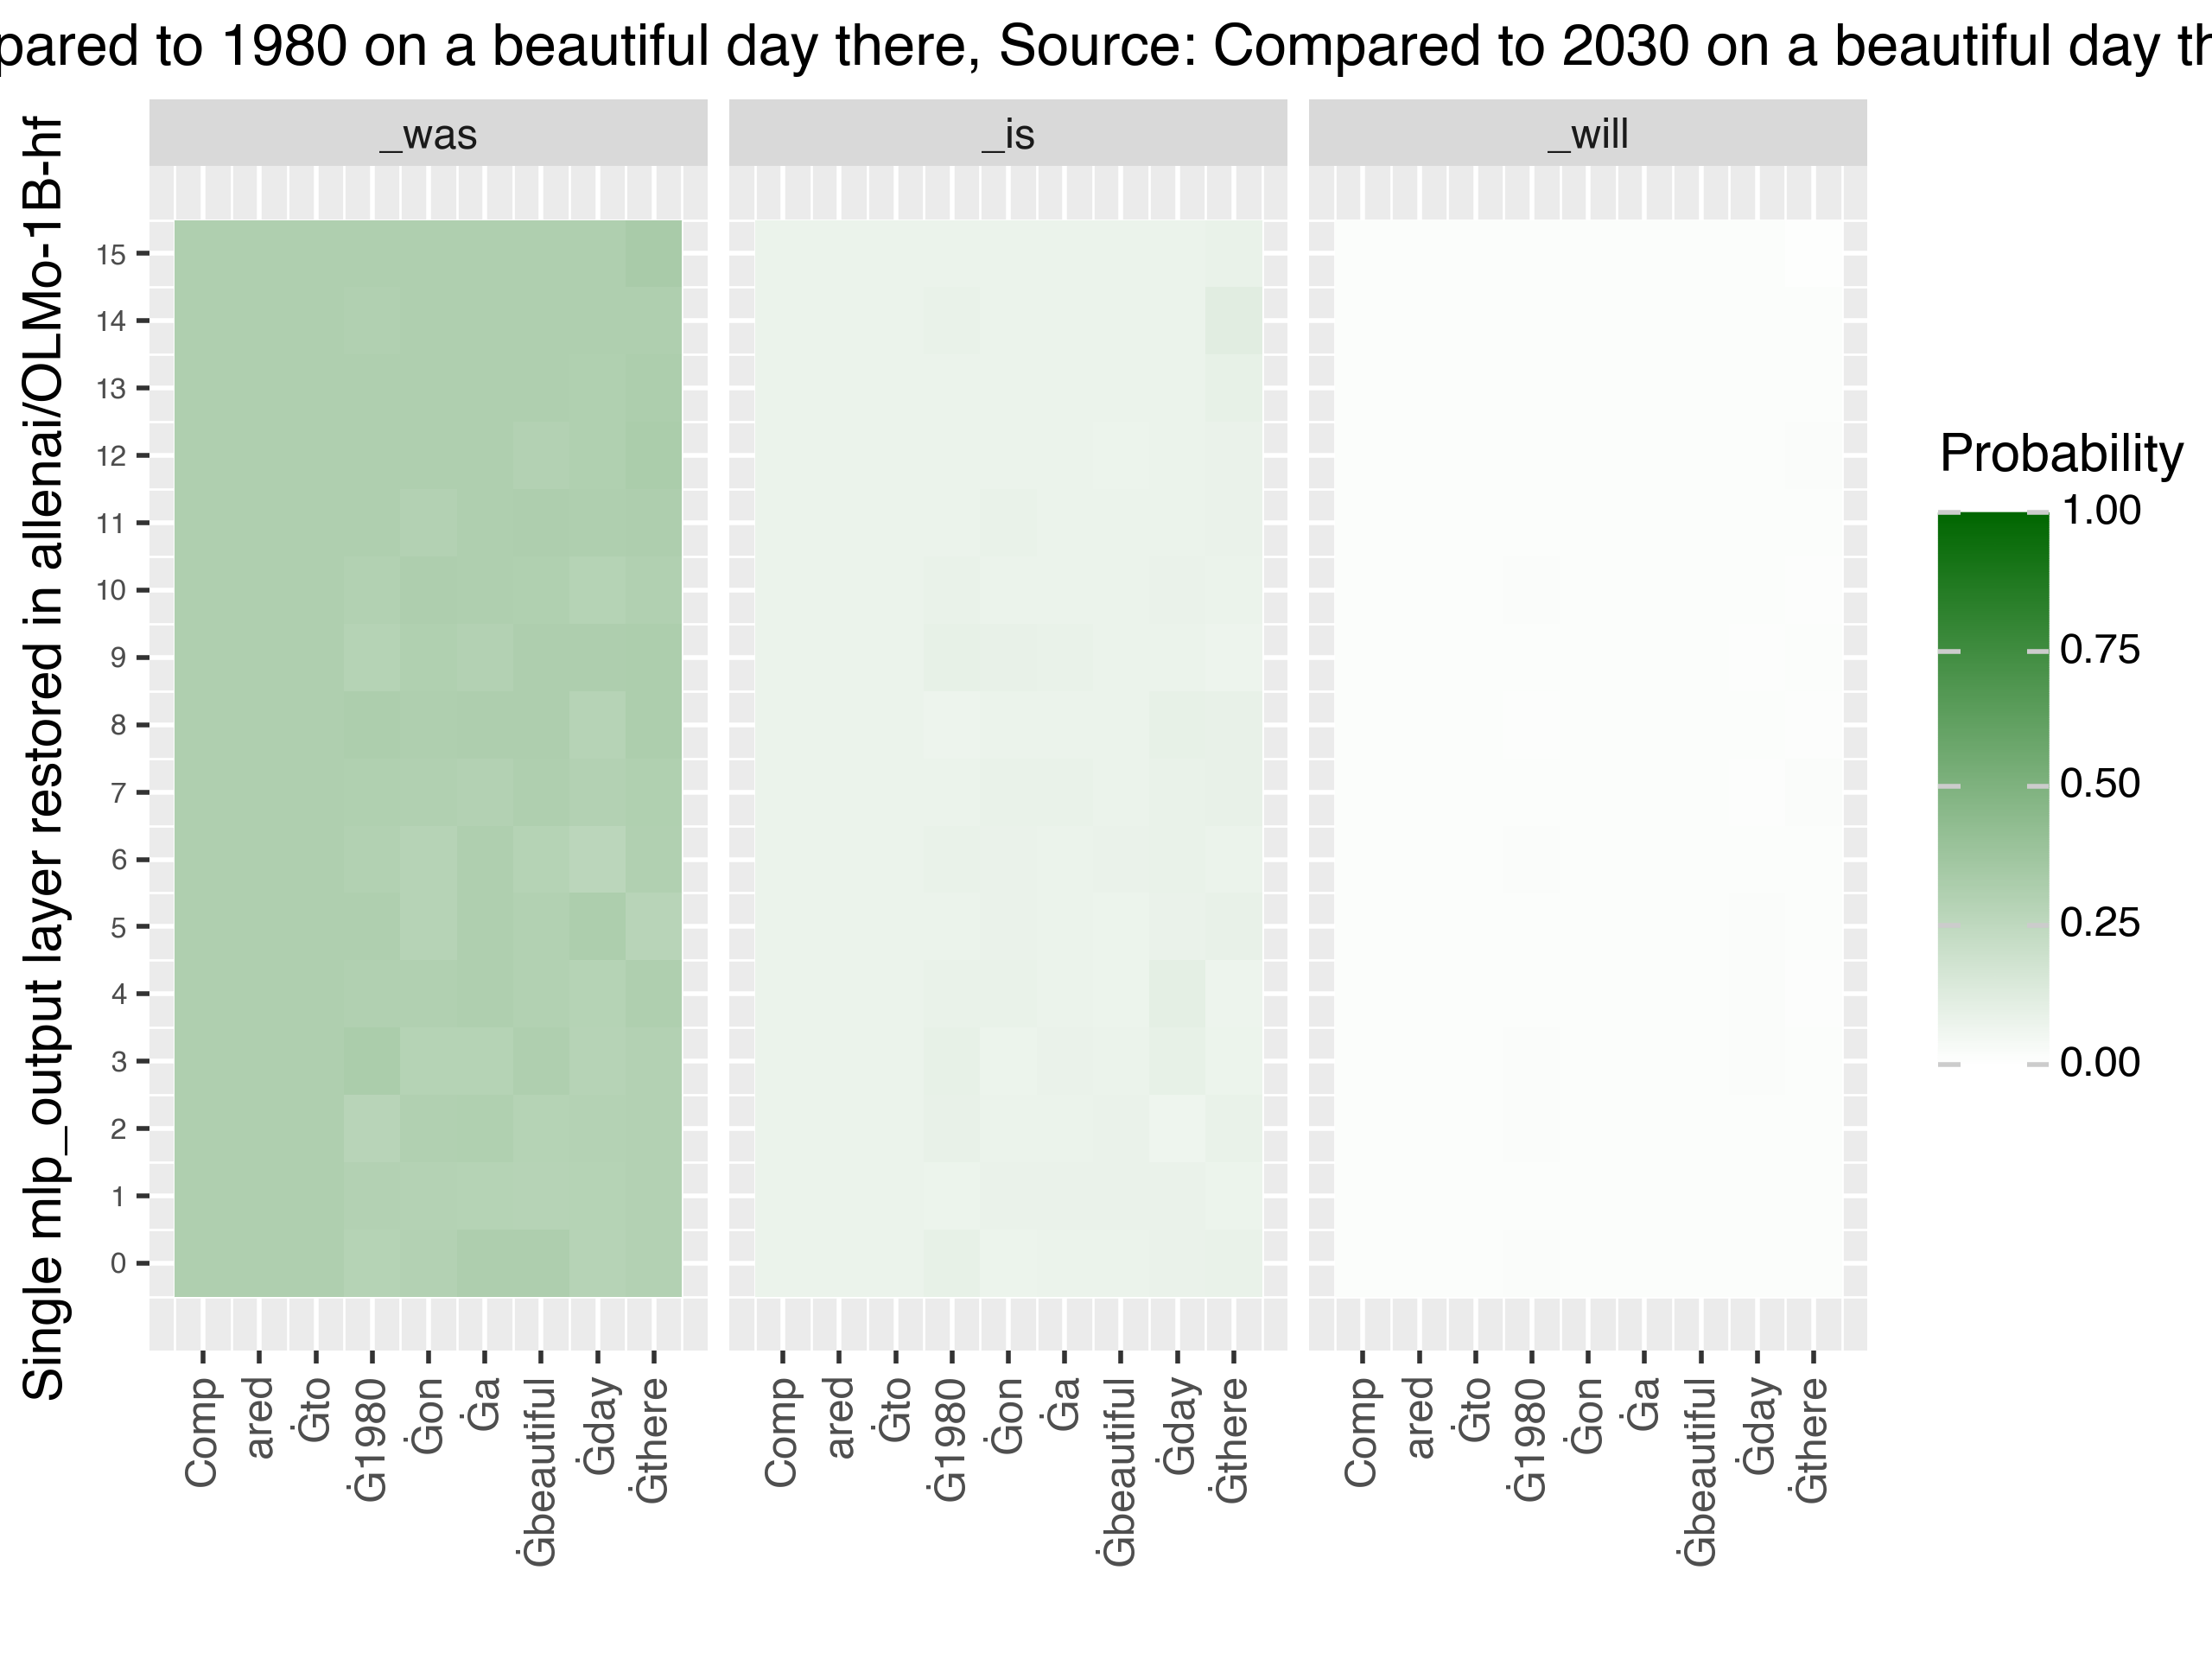 pared to 1980 on a beautiful day there, Source: Compared to 2030 on a beautiful day th
Single mlp_output layer restored in allenai/OLMo-1B-hf
_was
_is
_will
15
14
13
12
11
10
9
8
7
6
5
4
3
2
1
0
Comp
ared
Ġto
Ġ1980
Ġon
Ġa
Ġbeautiful
Ġday
Ġthere
Comp
ared
Ġto
Ġ1980
Ġon
Ġa
Ġbeautiful
Ġday
Ġthere
Comp
ared
Ġto
Ġ1980
Ġon
Ġa
Ġbeautiful
Ġday
Ġthere
Probability
1.00
0.75
0.50
0.25
0.00